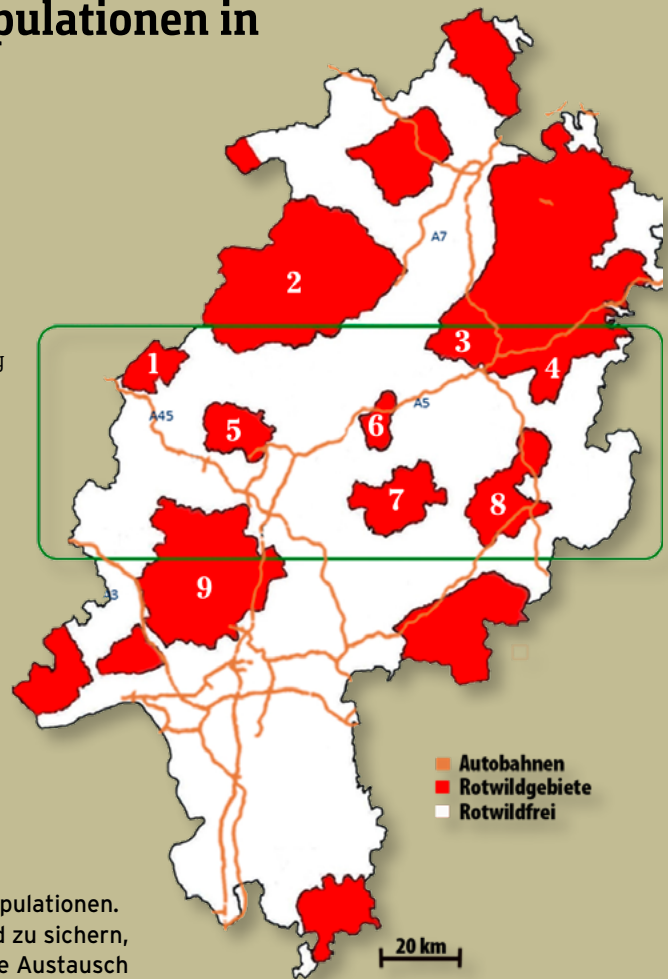 pulationen in
g
A7
2
3
1
4
A45
5
6
A5
7
8
9
A3
Autobahnen
Rotwildgebiete
Rotwildfrei
pulationen.
d zu sichern,
20 km
e Austausch